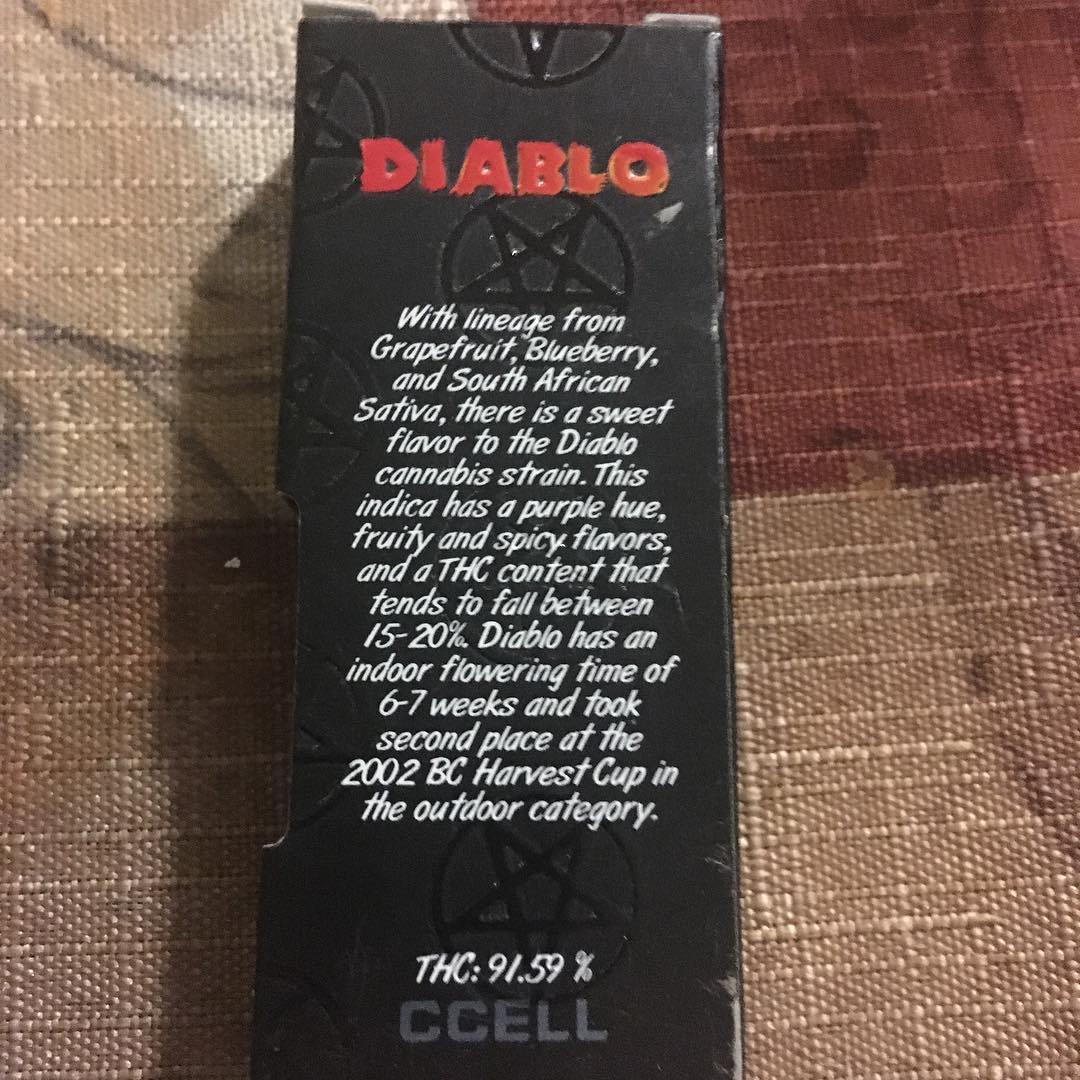 DIABLO
With lineage from
Grapefruit, Blueberry,
and South African
Sativa, there is a sweet
flavor to the Diablo
cannabis strain. This
indica has a purple hue,
fruity and spicy flavors,
and a THC content that
tends to fall between
15-20%. Diablo has an
indoor flowering time of
6-7 weeks and took
second place at the
2002 BC Harvest Cup in
the outdoor category.
THC: 91.59 %
CCELL